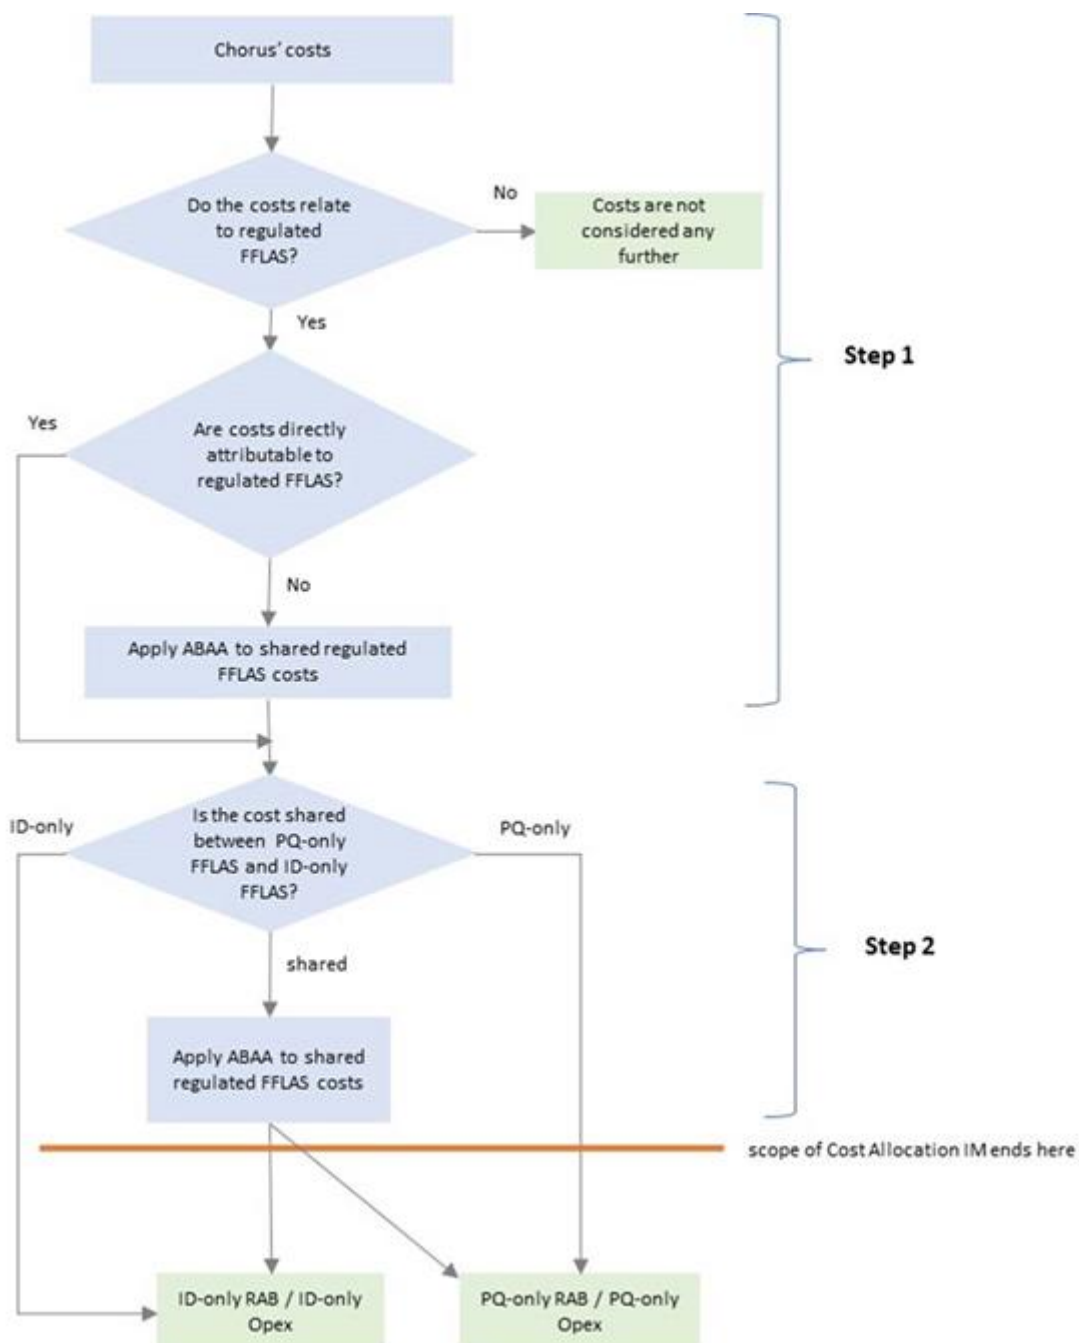 Chorus' costs
Do the costs relate
to regulated
FFLAS?
No
Costs are not
considered any
further
Yes
Step 1
Yes
Are costs directly
attributable to
regulated FFLAS?
No
Apply ABAA to shared regulated
FFLAS costs
ID-only
Is the cost shared
between PQ-only
FFLAS and ID-only
FFLAS?
PQ-only
shared
Step 2
Apply ABAA to shared
regulated FFLAS costs
scope of Cost Allocation IM ends here
ID-only RAB / ID-only
Opex
PQ-only RAB / PQ-only
Opex